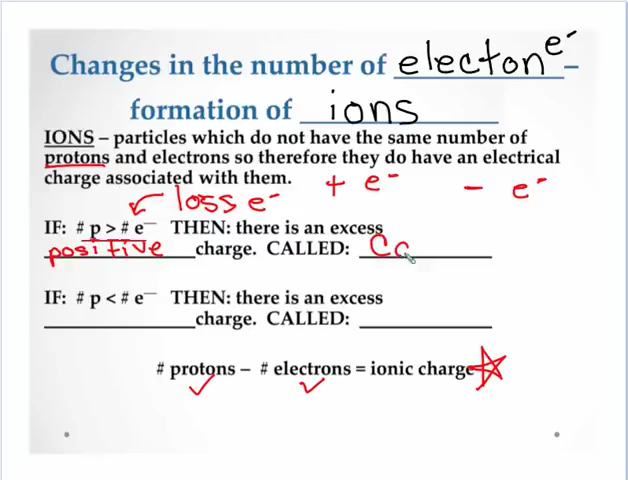 Changes in the number of electon e⁻ –
formation of ions
IONS – particles which do not have the same number of
protons and electrons so therefore they do have an electrical
charge associated with them. + e⁻ - e⁻
loss e⁻
IF: # p > # e⁻ THEN: there is an excess
positive charge. CALLED: Ca
IF: # p < # e⁻ THEN: there is an excess
charge. CALLED:
# protons – # electrons = ionic charge